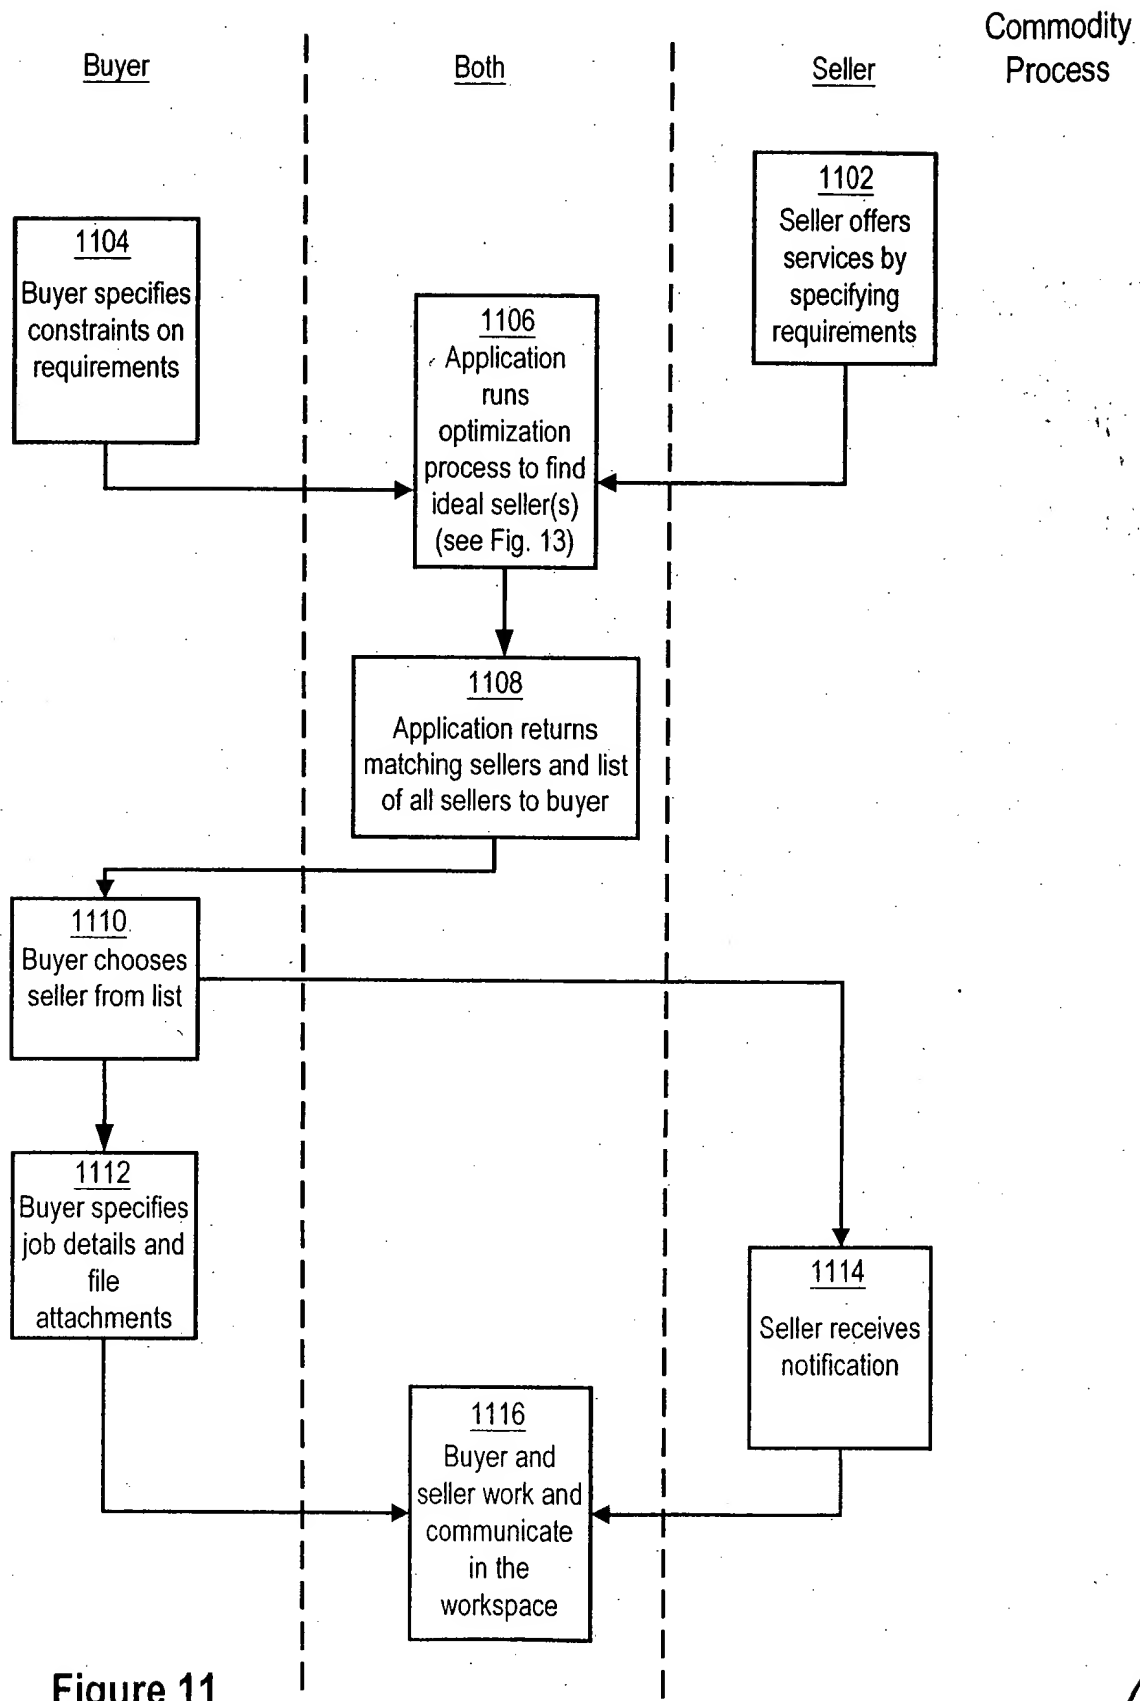 Commodity
Process
Buyer
Both
Seller
1102
Seller offers
services by
specifying
requirements
1104
Buyer specifies
constraints on
requirements
1106
Application
runs
optimization
process to find
ideal seller(s)
(see Fig. 13)
1108
Application returns
matching sellers and list
of all sellers to buyer
1110
Buyer chooses
seller from list
1112
Buyer specifies
job details and
file
attachments
1114
Seller receives
notification
1116
Buyer and
seller work and
communicate
in the
workspace
Figure 11